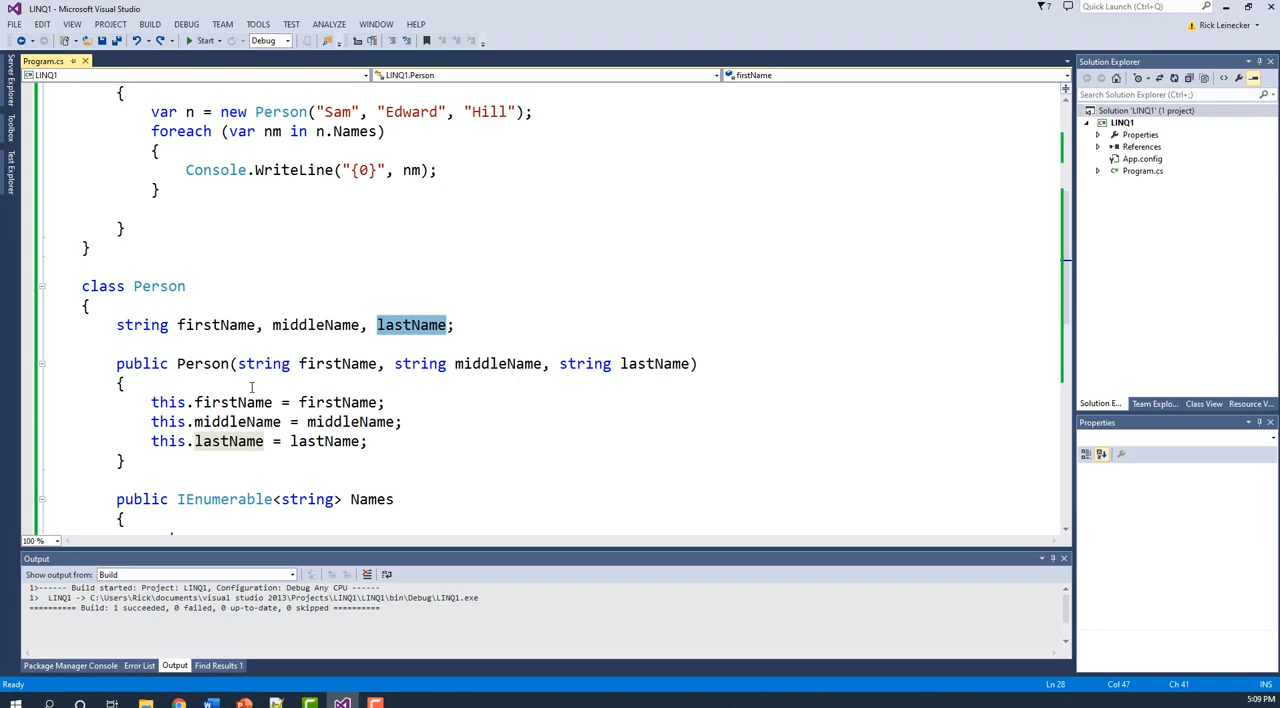 LINQ1 - Microsoft Visual Studio
7
Quick Launch (Ctrl+;)
FILE EDIT VIEW PROJECT BUILD DEBUG TEAM TOOLS TEST ANALYZE WINDOW HELP
Rick Leinecker
Start Debug
Server Explorer
Toolbox
Test Explorer
Program.cs
LINQ1
LINQ1.Person
firstName
{
var n = new Person("Sam", "Edward", "Hill");
foreach (var nm in n.Names)
{
Console.WriteLine("{0}", nm);
}
}
}
class Person
{
string firstName, middleName, lastName;
public Person(string firstName, string middleName, string lastName)
{
this.firstName = firstName;
this.middleName = middleName;
this.lastName = lastName;
}
public IEnumerable<string> Names
{
100 %
Solution Explorer
Search Solution Explorer (Ctrl+;)
Solution 'LINQ1' (1 project)
LINQ1
Properties
References
App.config
Program.cs
Solution E... Team Explo... Class View Resource V...
Properties
Output
Show output from: Build
1>------ Build started: Project: LINQ1, Configuration: Debug Any CPU ------
1>  LINQ1 -> C:\Users\Rick\documents\visual studio 2013\Projects\LINQ1\LINQ1\bin\Debug\LINQ1.exe
========== Build: 1 succeeded, 0 failed, 0 up-to-date, 0 skipped ==========
Package Manager Console Error List Output Find Results 1
Ready Ln 28 Col 47 Ch 41 INS
5:09 PM